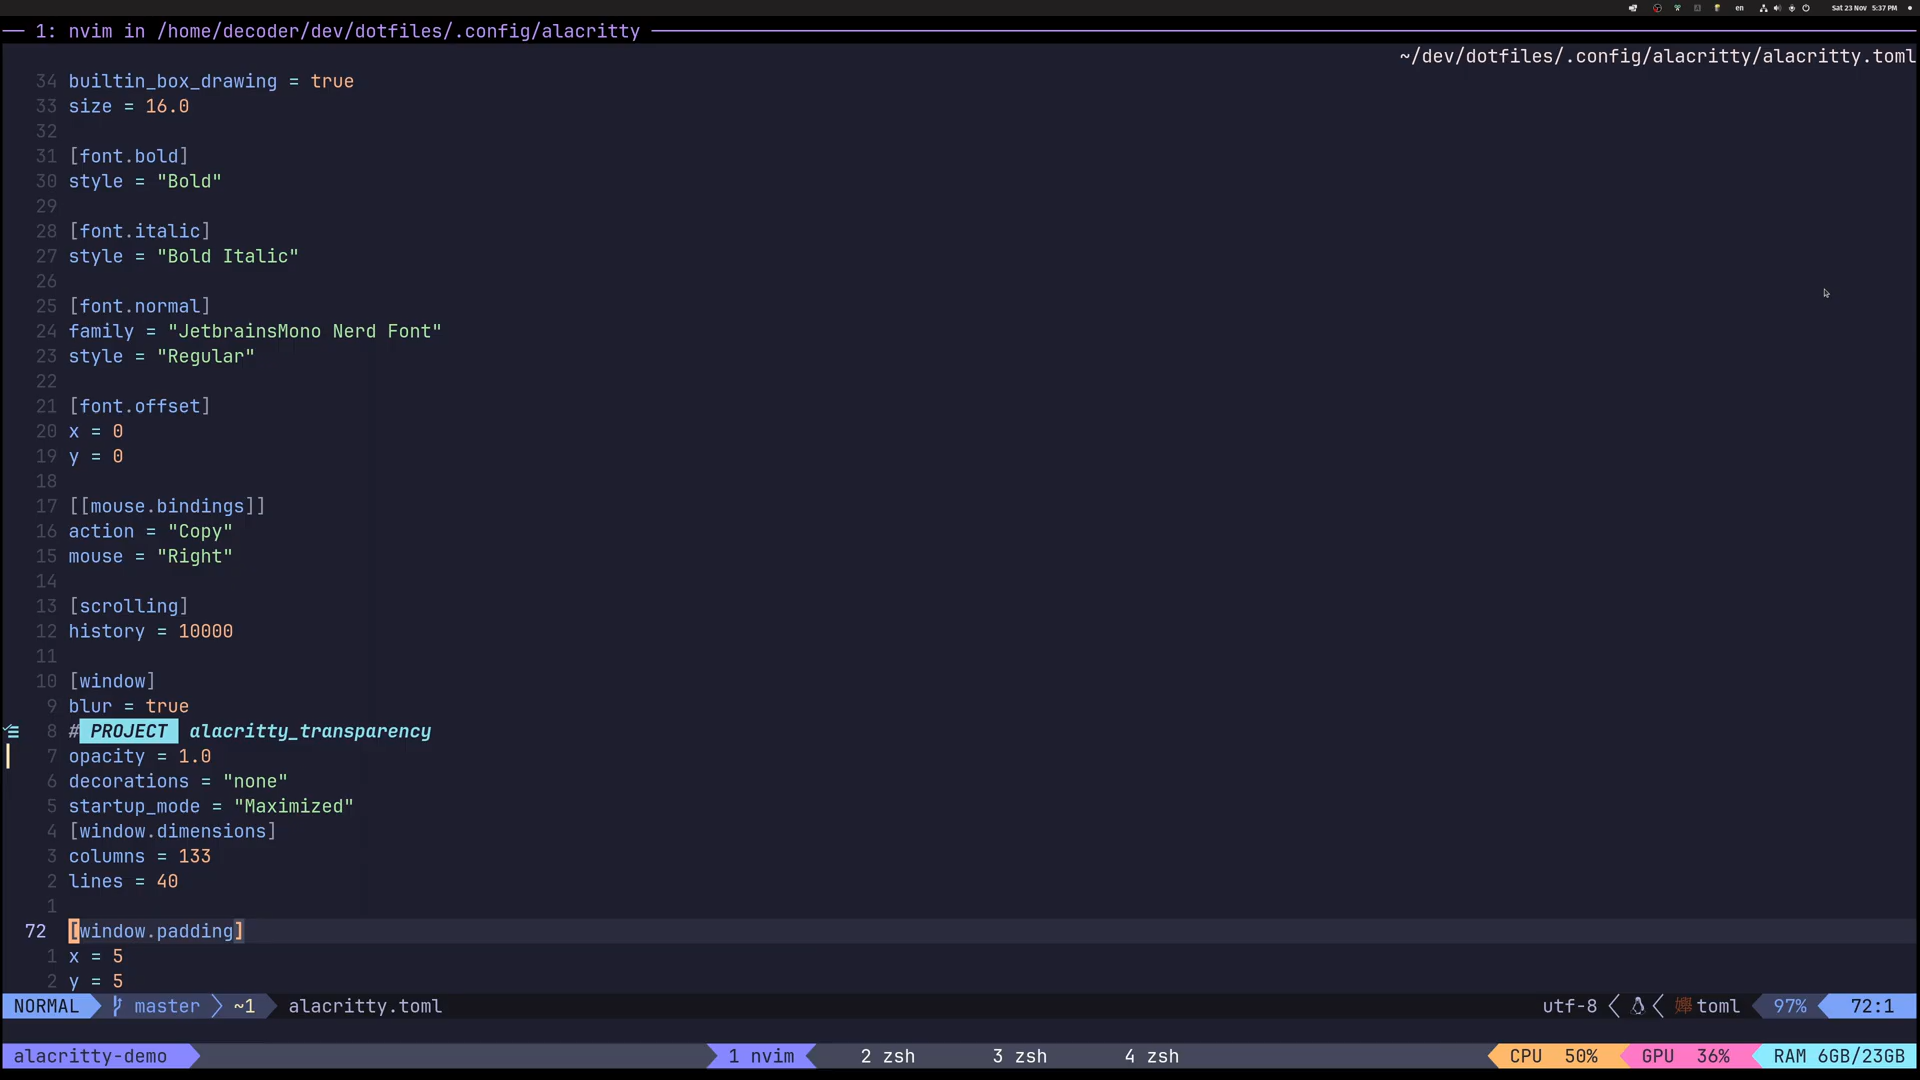 en Sat 23 Nov 5:37 PM
1: nvim in /home/decoder/dev/dotfiles/.config/alacritty
~/dev/dotfiles/.config/alacritty/alacritty.toml
34 builtin_box_drawing = true
33 size = 16.0
32
31 [font.bold]
30 style = "Bold"
29
28 [font.italic]
27 style = "Bold Italic"
26
25 [font.normal]
24 family = "JetbrainsMono Nerd Font"
23 style = "Regular"
22
21 [font.offset]
20 x = 0
19 y = 0
18
17 [[mouse.bindings]]
16 action = "Copy"
15 mouse = "Right"
14
13 [scrolling]
12 history = 10000
11
10 [window]
9 blur = true
8 # PROJECT alacritty_transparency
7 opacity = 1.0
6 decorations = "none"
5 startup_mode = "Maximized"
4 [window.dimensions]
3 columns = 133
2 lines = 40
1
72 [window.padding]
1 x = 5
2 y = 5
NORMAL master ~1 alacritty.toml utf-8 toml 97% 72:1
alacritty-demo 1 nvim 2 zsh 3 zsh 4 zsh CPU 50% GPU 36% RAM 6GB/23GB